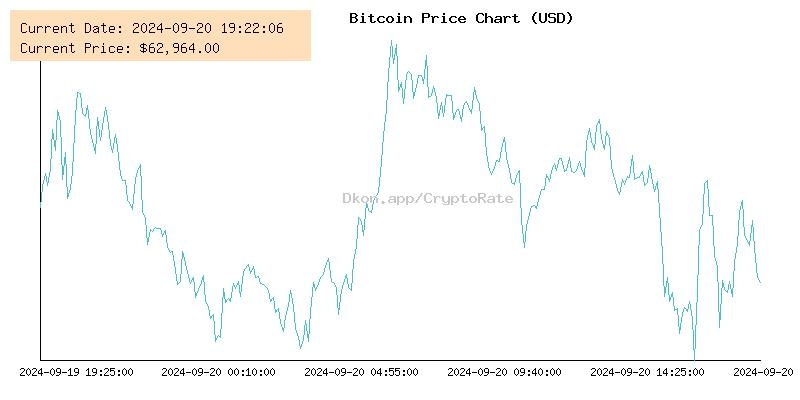 Bitcoin Price Chart (USD)
Current Date: 2024-09-20 19:22:06
Current Price: $62,964.00
Dkon.app/CryptoRate
2024-09-19 19:25:00 2024-09-20 00:10:00 2024-09-20 04:55:00 2024-09-20 09:40:00 2024-09-20 14:25:00 2024-09-20